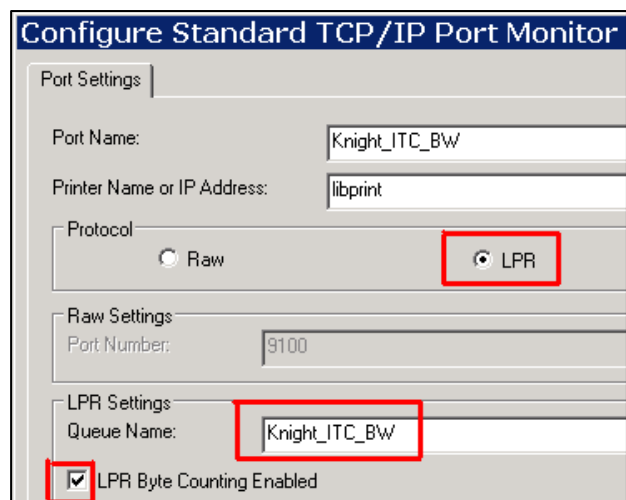 Configure Standard TCP/IP Port Monitor
Port Settings
Port Name: Knight_ITC_BW
Printer Name or IP Address: libprint
Protocol
Raw LPR
Raw Settings
Port Number: 9100
LPR Settings
Queue Name: Knight_ITC_BW
LPR Byte Counting Enabled